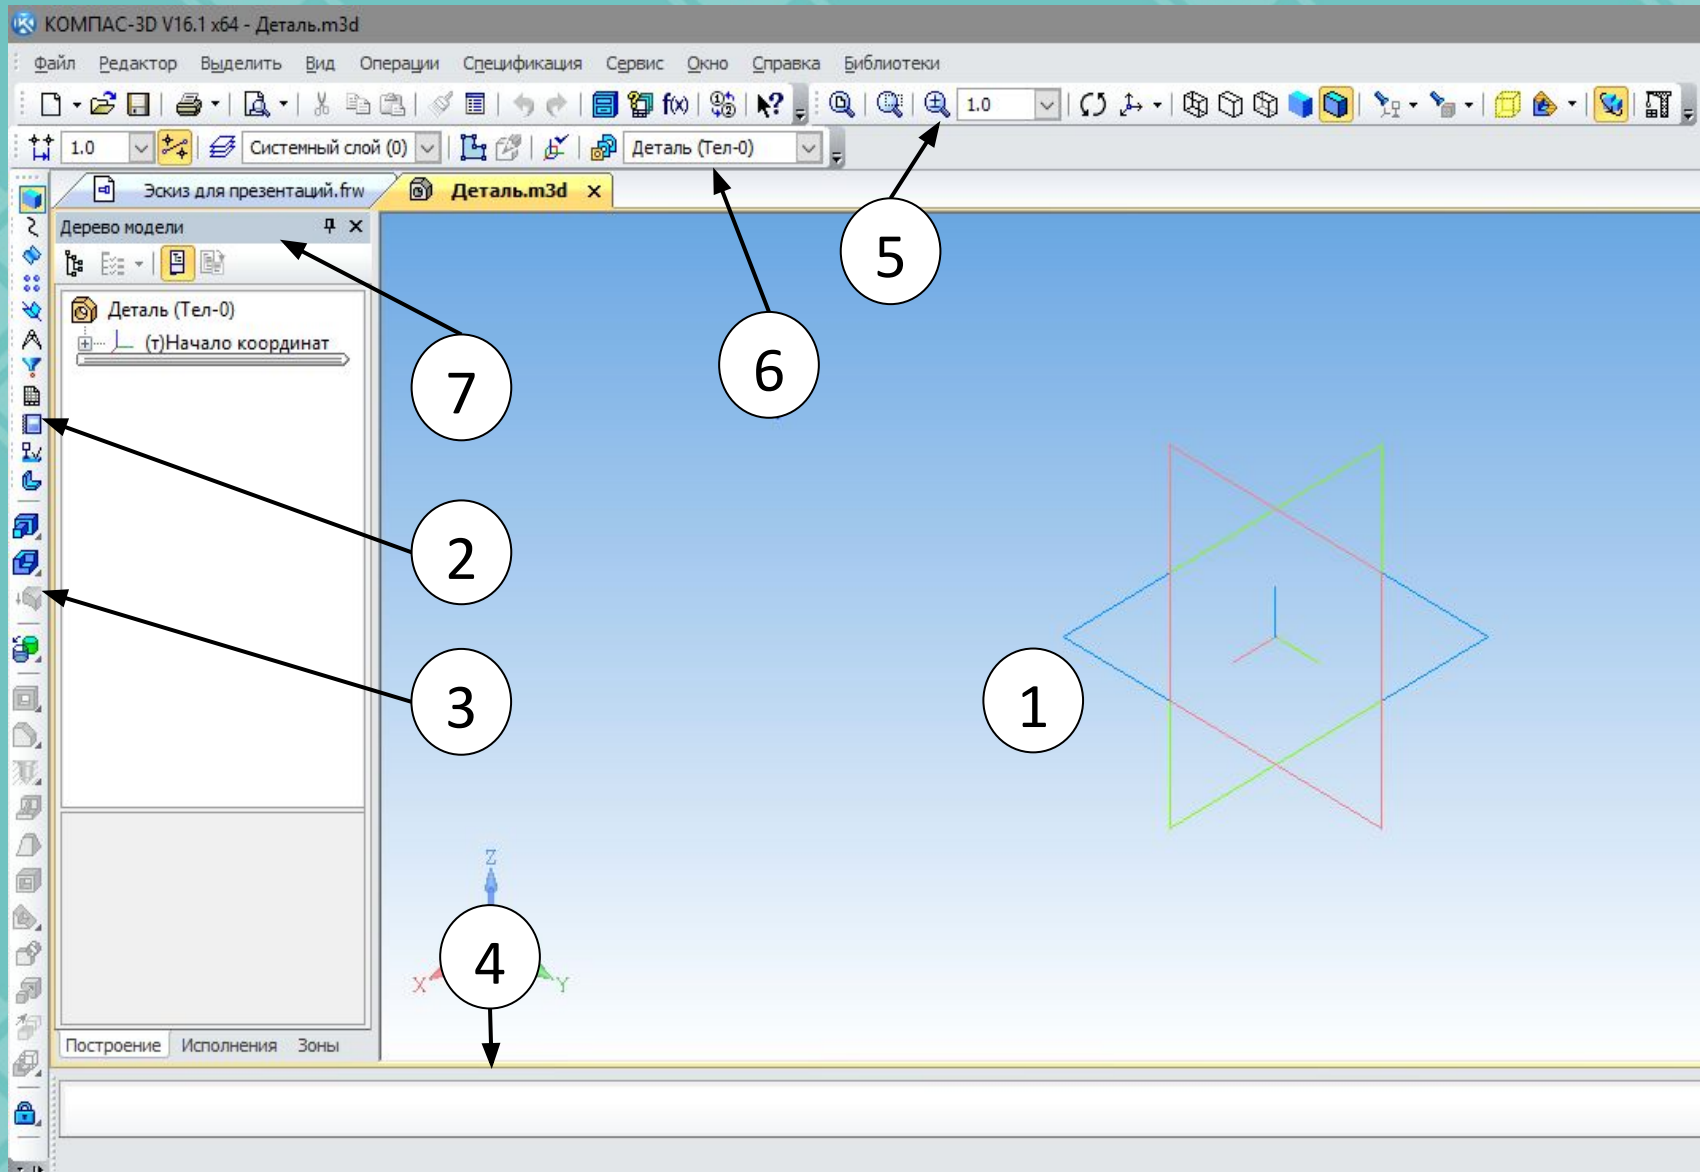 КОМПАС-3D V16.1 x64 - Деталь.m3d
Файл Редактор Выделить Вид Операции Спецификация Сервис Окно Справка Библиотеки
f(x) 1.0
1.0 Системный слой (0) Деталь (Тел-0)
Эскиз для презентаций.frw Деталь.m3d
Дерево модели
5
Деталь (Тел-0)
(т)Начало координат
6
7
2
3
1
Z
4
X Y
Построение Исполнения Зоны